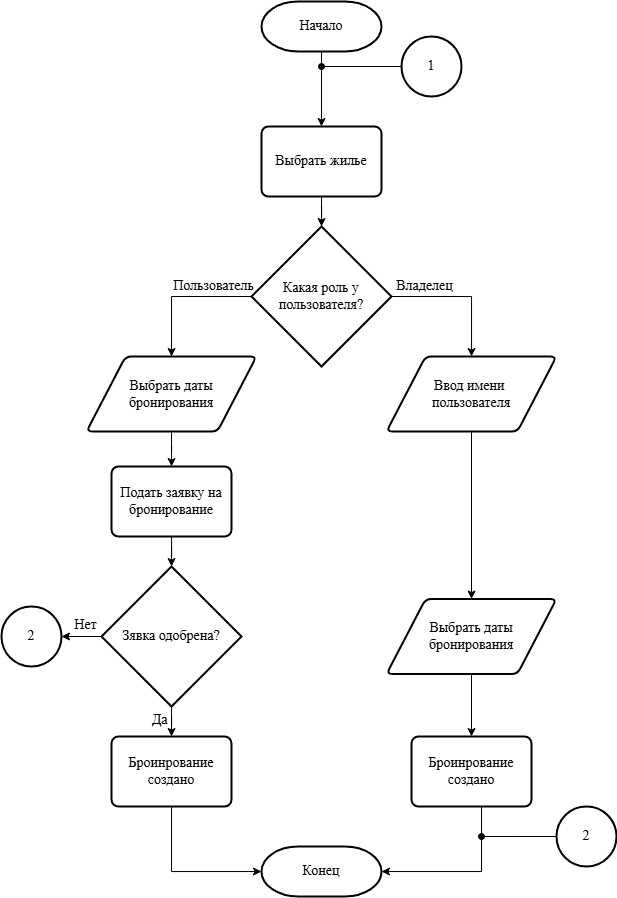 Начало
1
Выбрать жилье
Пользователь
Какая роль у
пользователя?
Владелец
Выбрать даты
бронирования
Ввод имени
пользователя
Подать заявку на
бронирование
2
Нет
Зявка одобрена?
Выбрать даты
бронирования
Да
Броинрование
создано
Броинрование
создано
2
Конец